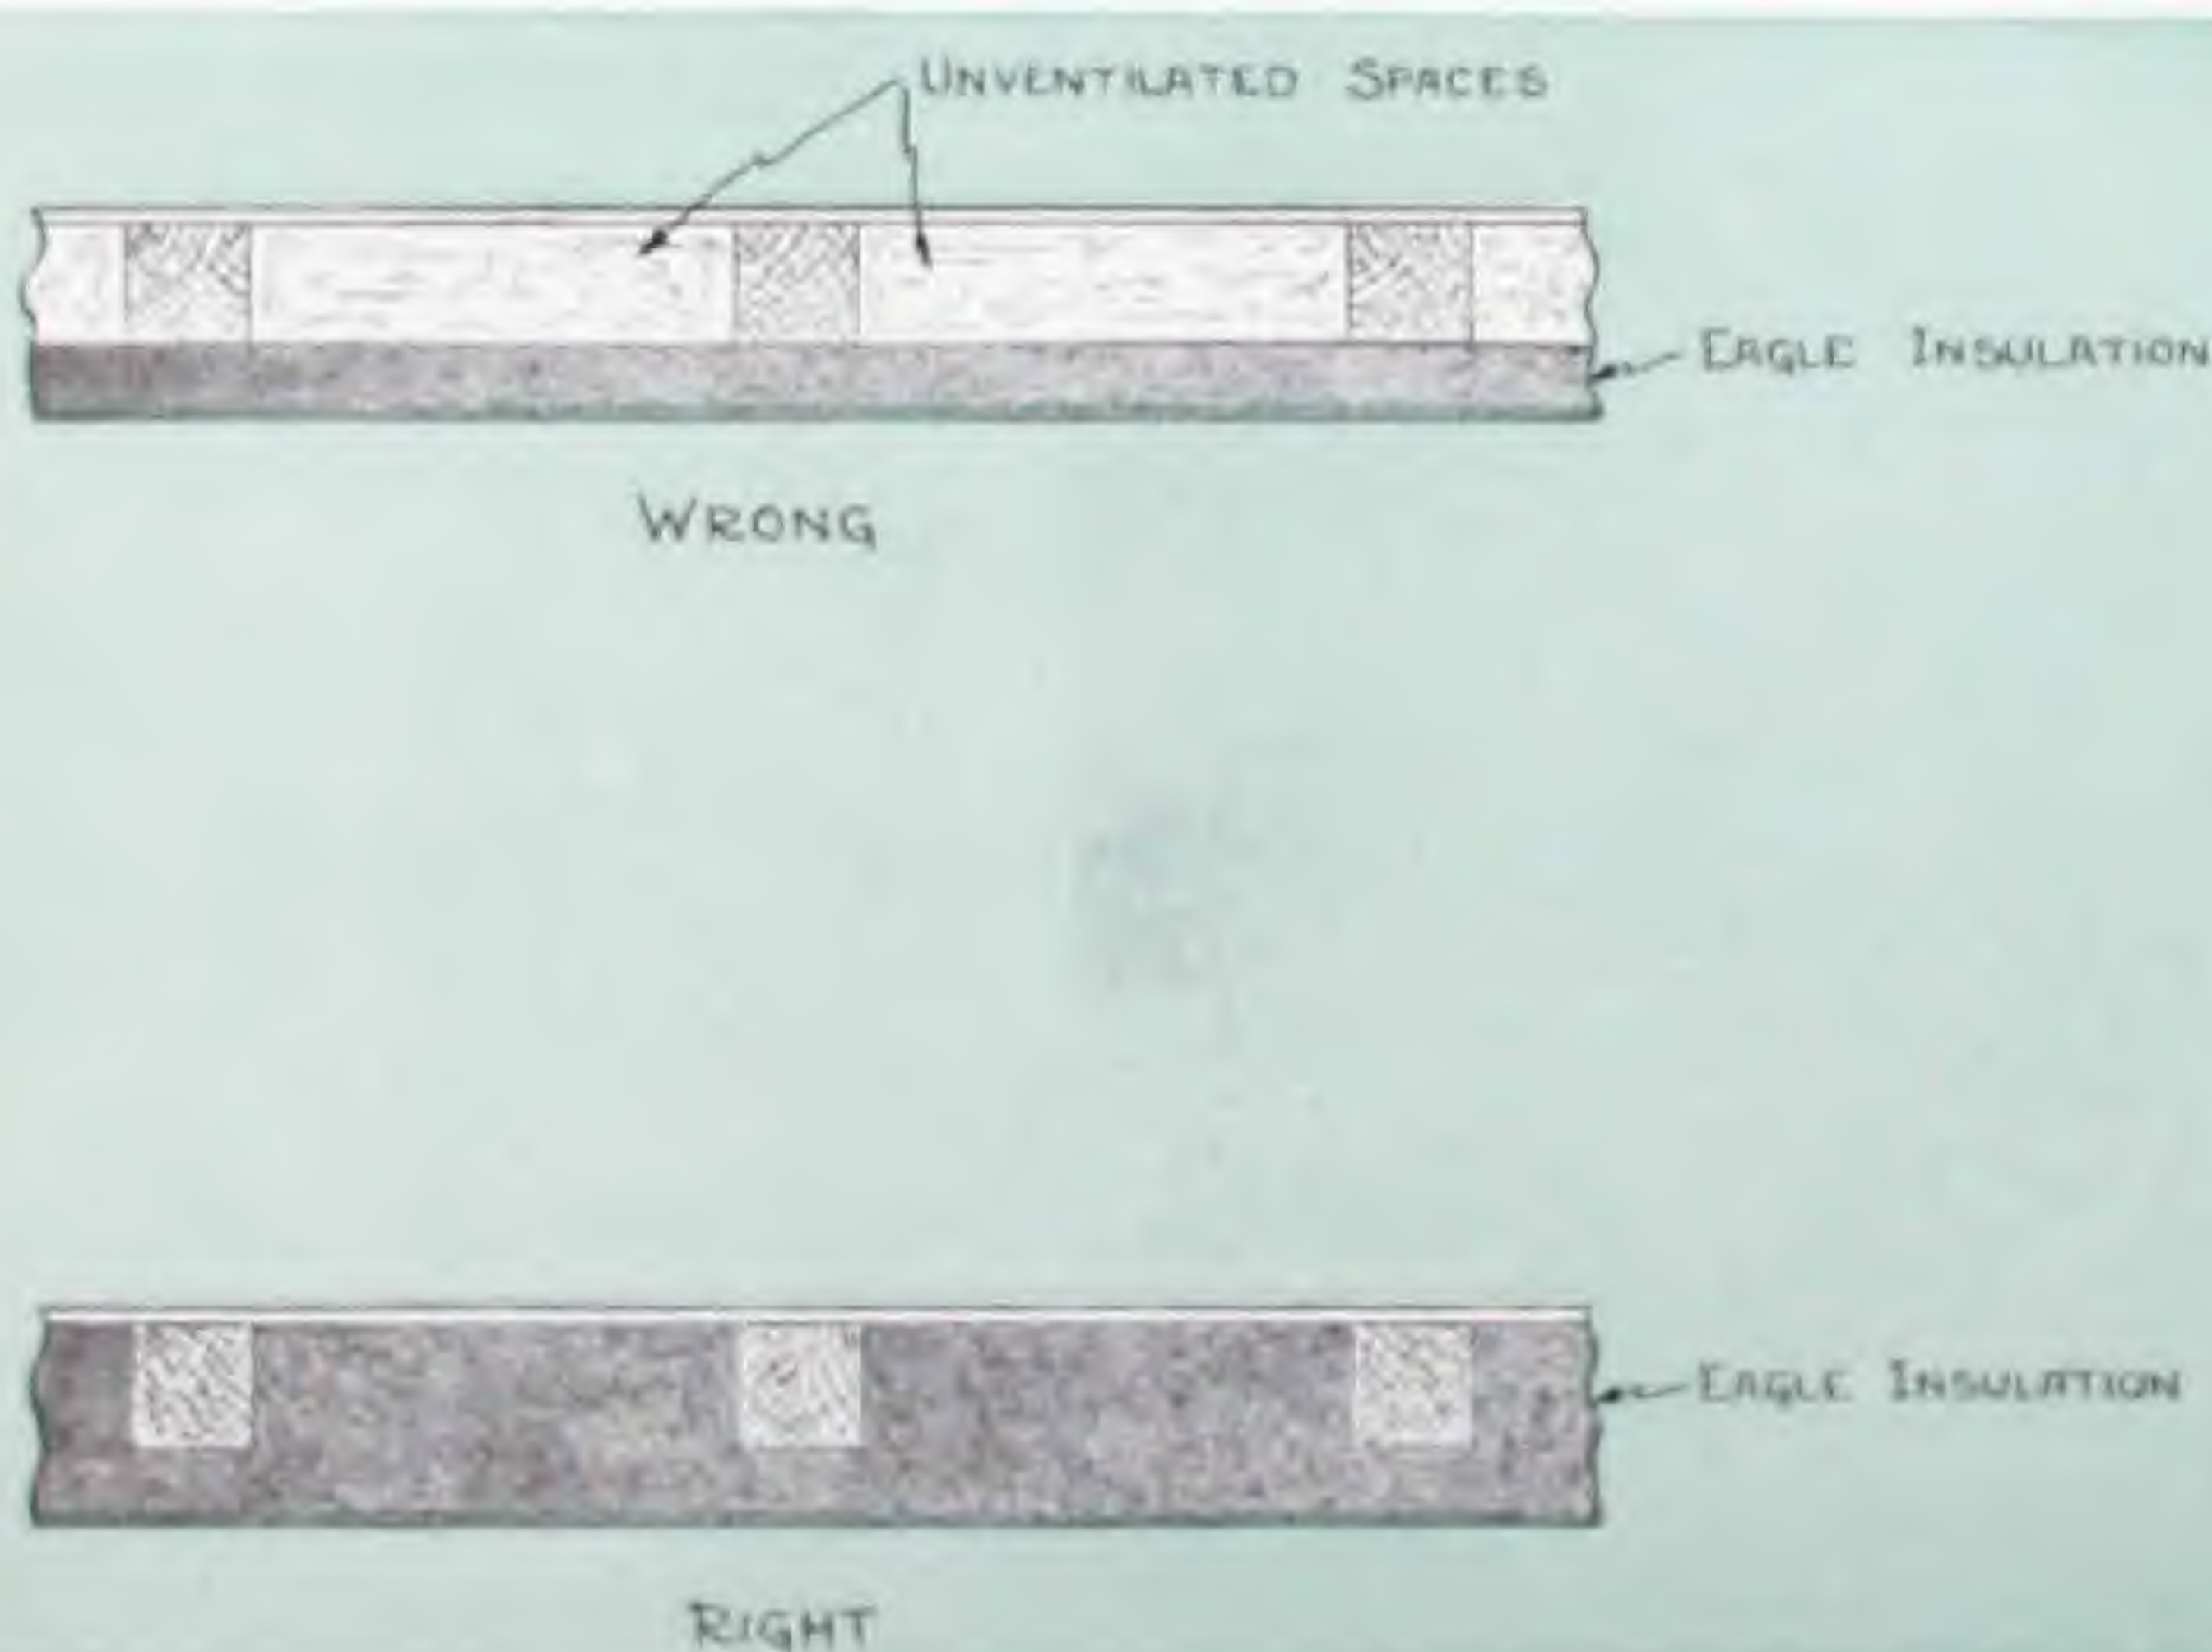 UNVENTILATED SPACES
EAGLE INSULATION
WRONG
EAGLE INSULATION
RIGHT